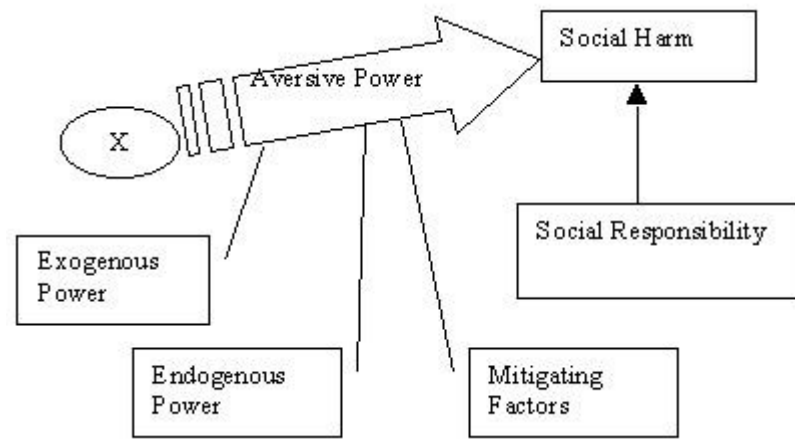 Social Harm
Aversive Power
X
Social Responsibility
Exogenous
Power
Endogenous
Power
Mitigating
Factors